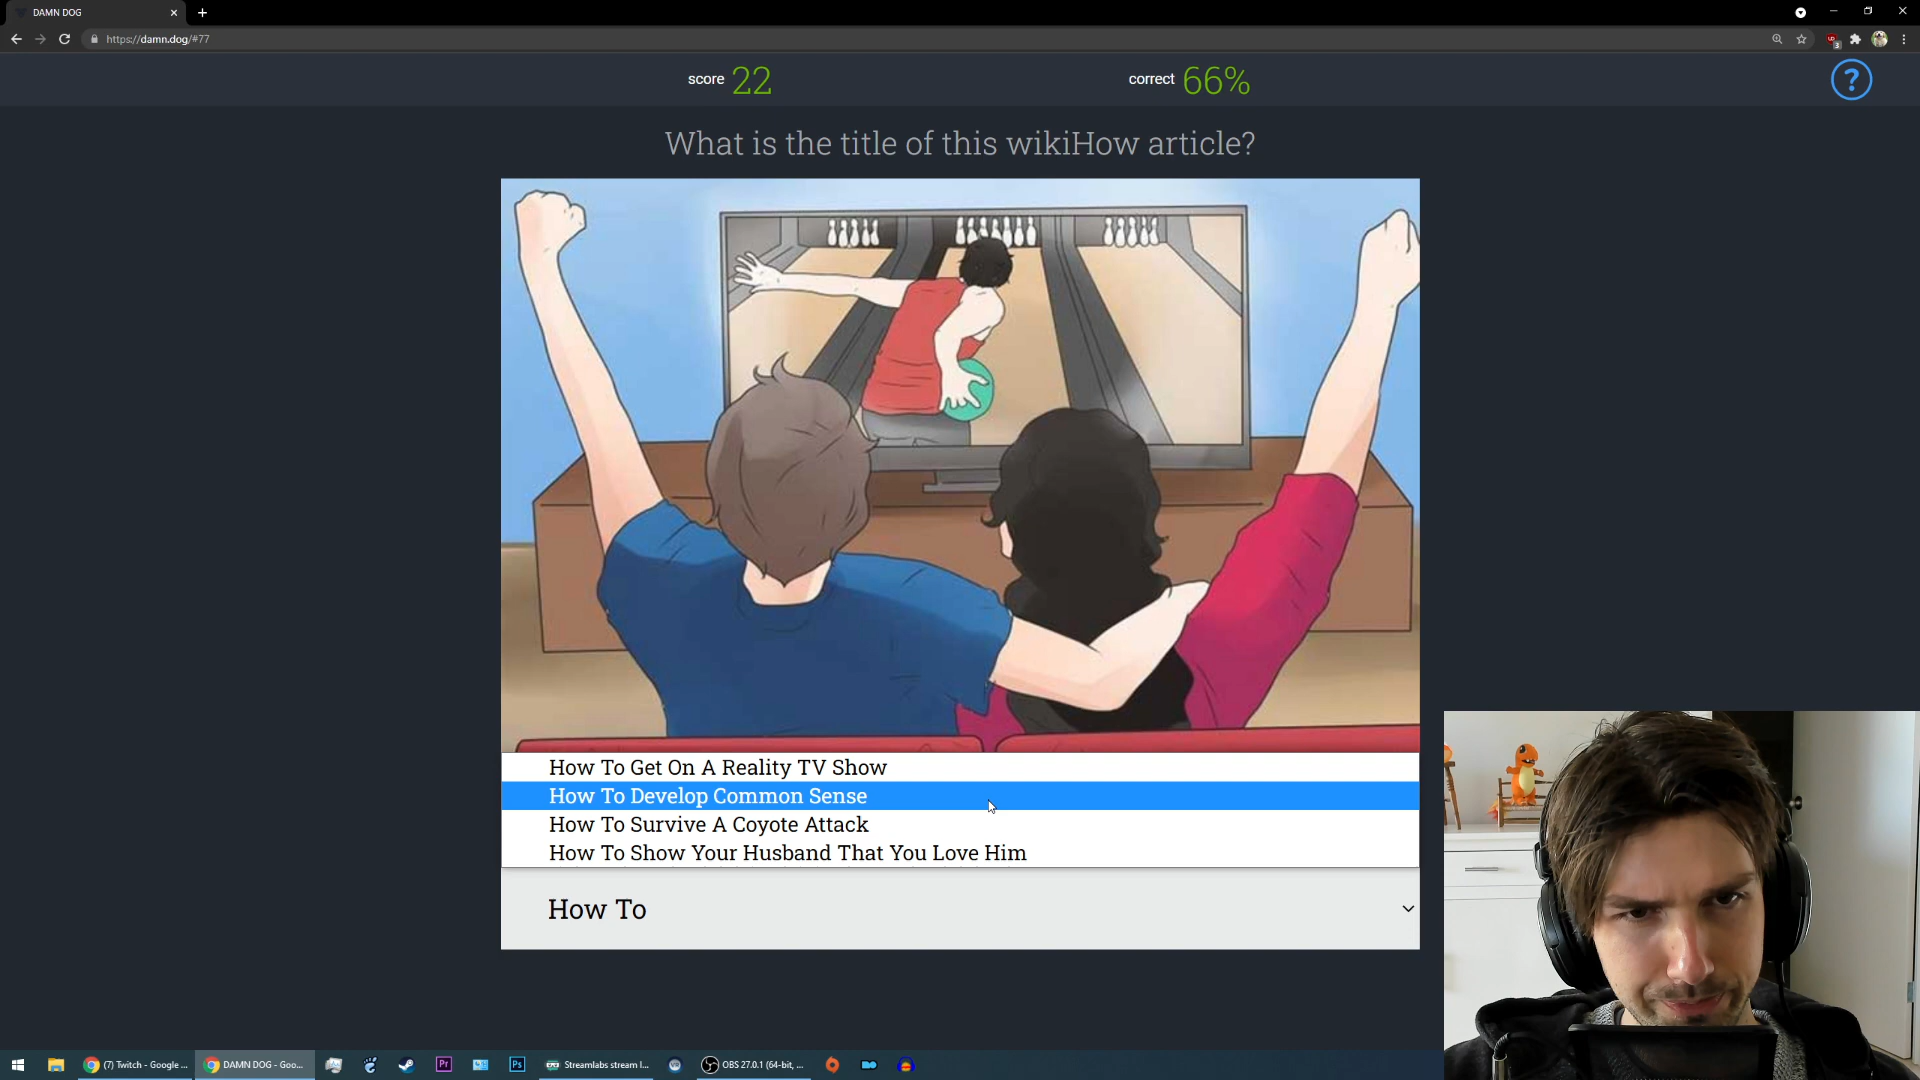 DAMN DOG
https://damn.dog/#77
score 22
correct 66%
?
What is the title of this wikiHow article?
How To Get On A Reality TV Show
How To Develop Common Sense
How To Survive A Coyote Attack
How To Show Your Husband That You Love Him
How To
(7) Twitch - Google ...
DAMN DOG - Goo...
Pr
Ps
Streamlabs stream l...
OBS 27.0.1 (64-bit, ...